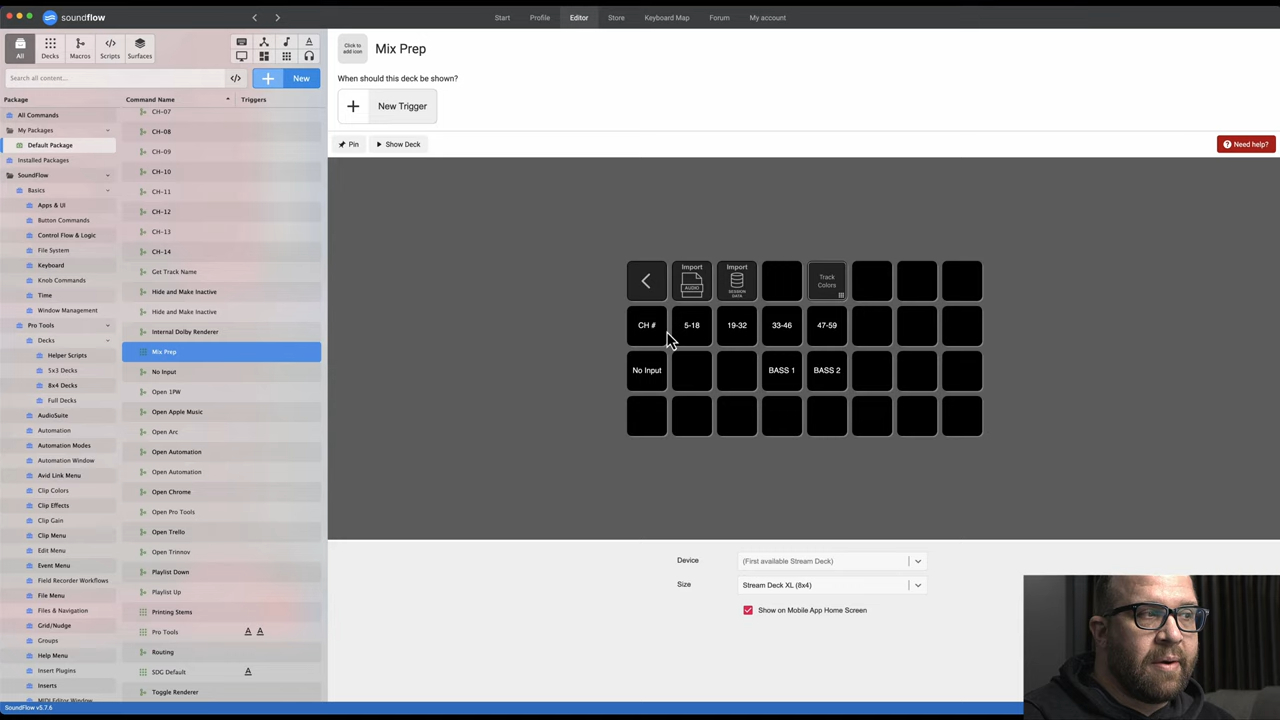 soundflow
Start
Profile
Editor
Store
Keyboard Map
Forum
My account
All
Decks
Macros
Scripts
Surfaces
Search all content...
New
Package
Command Name
Triggers
All Commands
My Packages
Default Package
Installed Packages
SoundFlow
Basics
Apps & UI
Button Commands
Control Flow & Logic
File System
Keyboard
Knob Commands
Time
Window Management
Pro Tools
Decks
Helper Scripts
5x3 Decks
8x4 Decks
Full Decks
AudioSuite
Automation
Automation Modes
Automation Window
Avid Link Menu
Clip Colors
Clip Effects
Clip Gain
Clip Menu
Edit Menu
Event Menu
Field Recorder Workflows
File Menu
Files & Navigation
Grid/Nudge
Groups
Help Menu
Insert Plugins
Inserts
MIDI Editor Window
CH-07
CH-08
CH-09
CH-10
CH-11
CH-12
CH-13
CH-14
Get Track Name
Hide and Make Inactive
Hide and Make Inactive
Internal Dolby Renderer
Mix Prep
No Input
Open 1PW
Open Apple Music
Open Arc
Open Automation
Open Automation
Open Chrome
Open Pro Tools
Open Trello
Open Trinnov
Playlist Down
Playlist Up
Printing Stems
Pro Tools
Routing
SDG Default
Toggle Renderer
SoundFlow v5.7.6
Click to
add icon
Mix Prep
When should this deck be shown?
New Trigger
Pin
Show Deck
Need help?
Import
AUDIO
Import
SESSION
DATA
Track
Colors
CH #
5-18
19-32
33-46
47-59
No Input
BASS 1
BASS 2
Device
(First available Stream Deck)
Size
Stream Deck XL (8x4)
Show on Mobile App Home Screen